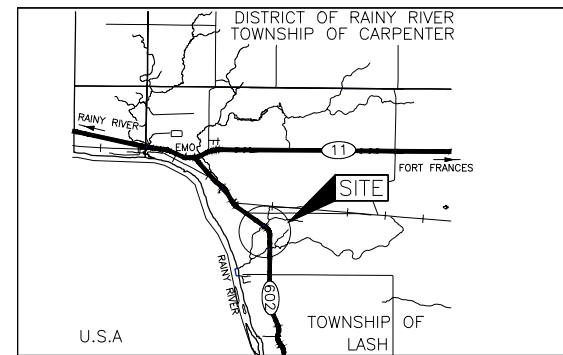 DISTRICT OF RAINY RIVER
TOWNSHIP OF CARPENTER
RAINY RIVER
EMO
11
FORT FRANCES
SITE
RAINY RIVER
602
U.S.A
TOWNSHIP OF
LASH